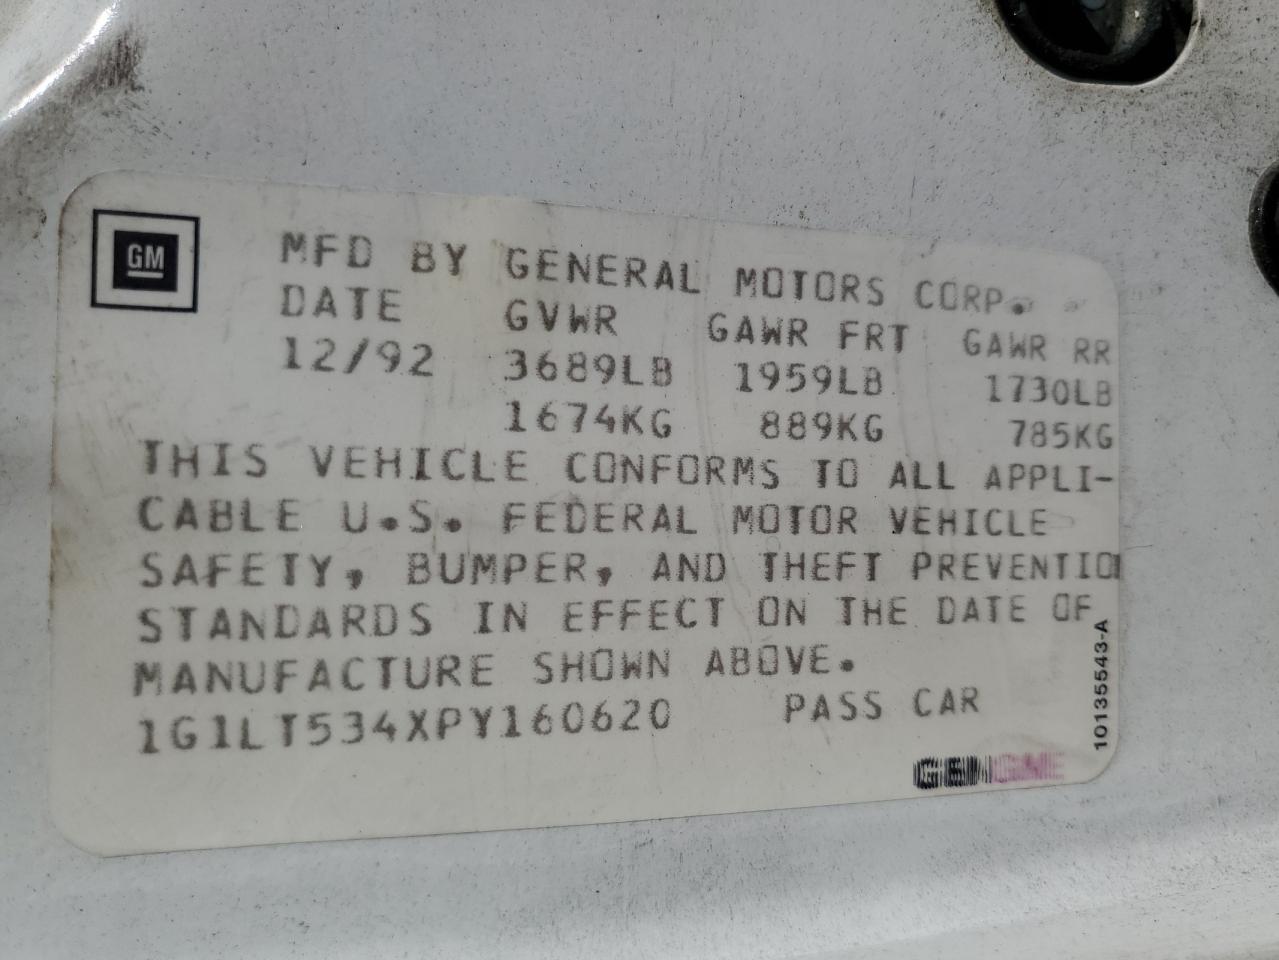 GM
MFD BY GENERAL MOTORS CORP.
DATE GVWR GAWR FRT GAWR RR
12/92 3689LB 1959LB 1730LB
1674KG 889KG 785KG
THIS VEHICLE CONFORMS TO ALL APPLI-
CABLE U.S. FEDERAL MOTOR VEHICLE
SAFETY, BUMPER, AND THEFT PREVENTIO
STANDARDS IN EFFECT ON THE DATE OF
MANUFACTURE SHOWN ABOVE.
1G1LT534XPY160620 PASS CAR
10135543-A